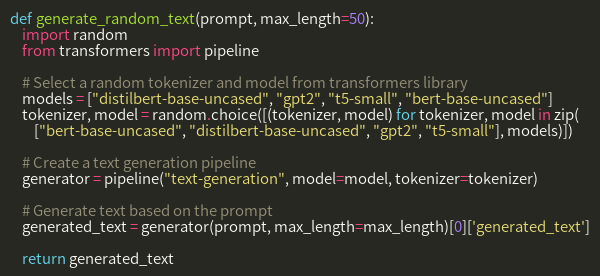 def generate_random_text(prompt, max_length=50):
    import random
    from transformers import pipeline

    # Select a random tokenizer and model from transformers library
    models = ["distilbert-base-uncased", "gpt2", "t5-small", "bert-base-uncased"]
    tokenizer, model = random.choice([(tokenizer, model) for tokenizer, model in zip(
        ["bert-base-uncased", "distilbert-base-uncased", "gpt2", "t5-small"], models)])

    # Create a text generation pipeline
    generator = pipeline("text-generation", model=model, tokenizer=tokenizer)

    # Generate text based on the prompt
    generated_text = generator(prompt, max_length=max_length)[0]['generated_text']

    return generated_text